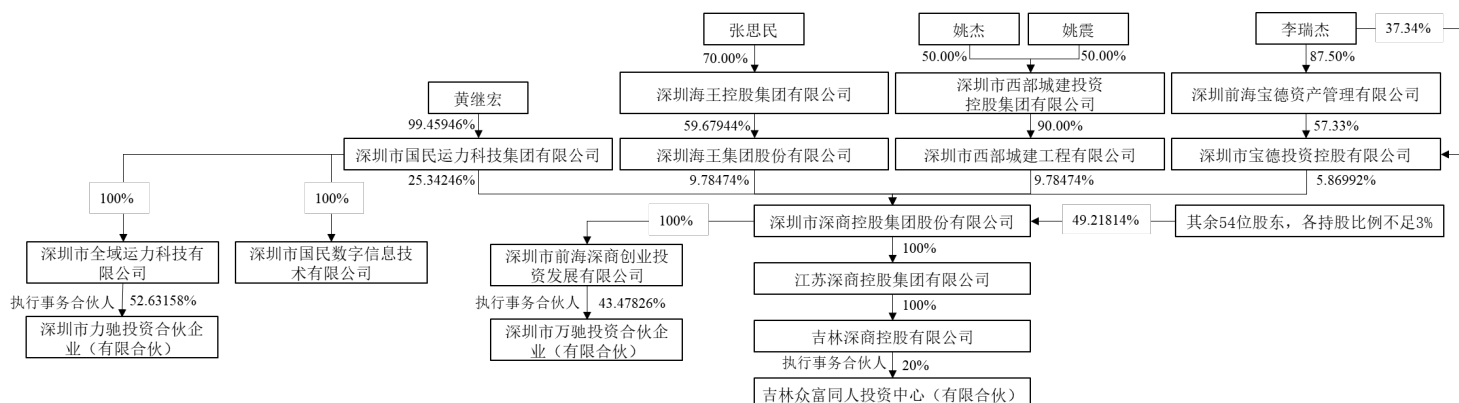 张思民
姚杰
姚震
李瑞杰
37.34%
70.00%
50.00%
50.00%
87.50%
黄继宏
深圳海王控股集团有限公司
深圳市西部城建投资
控股集团有限公司
深圳前海宝德资产管理有限公司
99.45946%
59.67944%
90.00%
57.33%
深圳市国民运力科技集团有限公司
深圳海王集团股份有限公司
深圳市西部城建工程有限公司
深圳市宝德投资控股有限公司
25.34246%
9.78474%
9.78474%
5.86992%
100%
100%
100%
深圳市深商控股集团股份有限公司
49.21814%
其余54位股东，各持股比例不足3%
深圳市全域运力科技有
限公司
深圳市国民数字信息技
术有限公司
深圳市前海深商创业投
资发展有限公司
100%
江苏深商控股集团有限公司
执行事务合伙人
52.63158%
执行事务合伙人
43.47826%
100%
深圳市力驰投资合伙企
业（有限合伙）
深圳市万驰投资合伙企
业（有限合伙）
吉林深商控股有限公司
执行事务合伙人
20%
吉林众富同人投资中心（有限合伙）